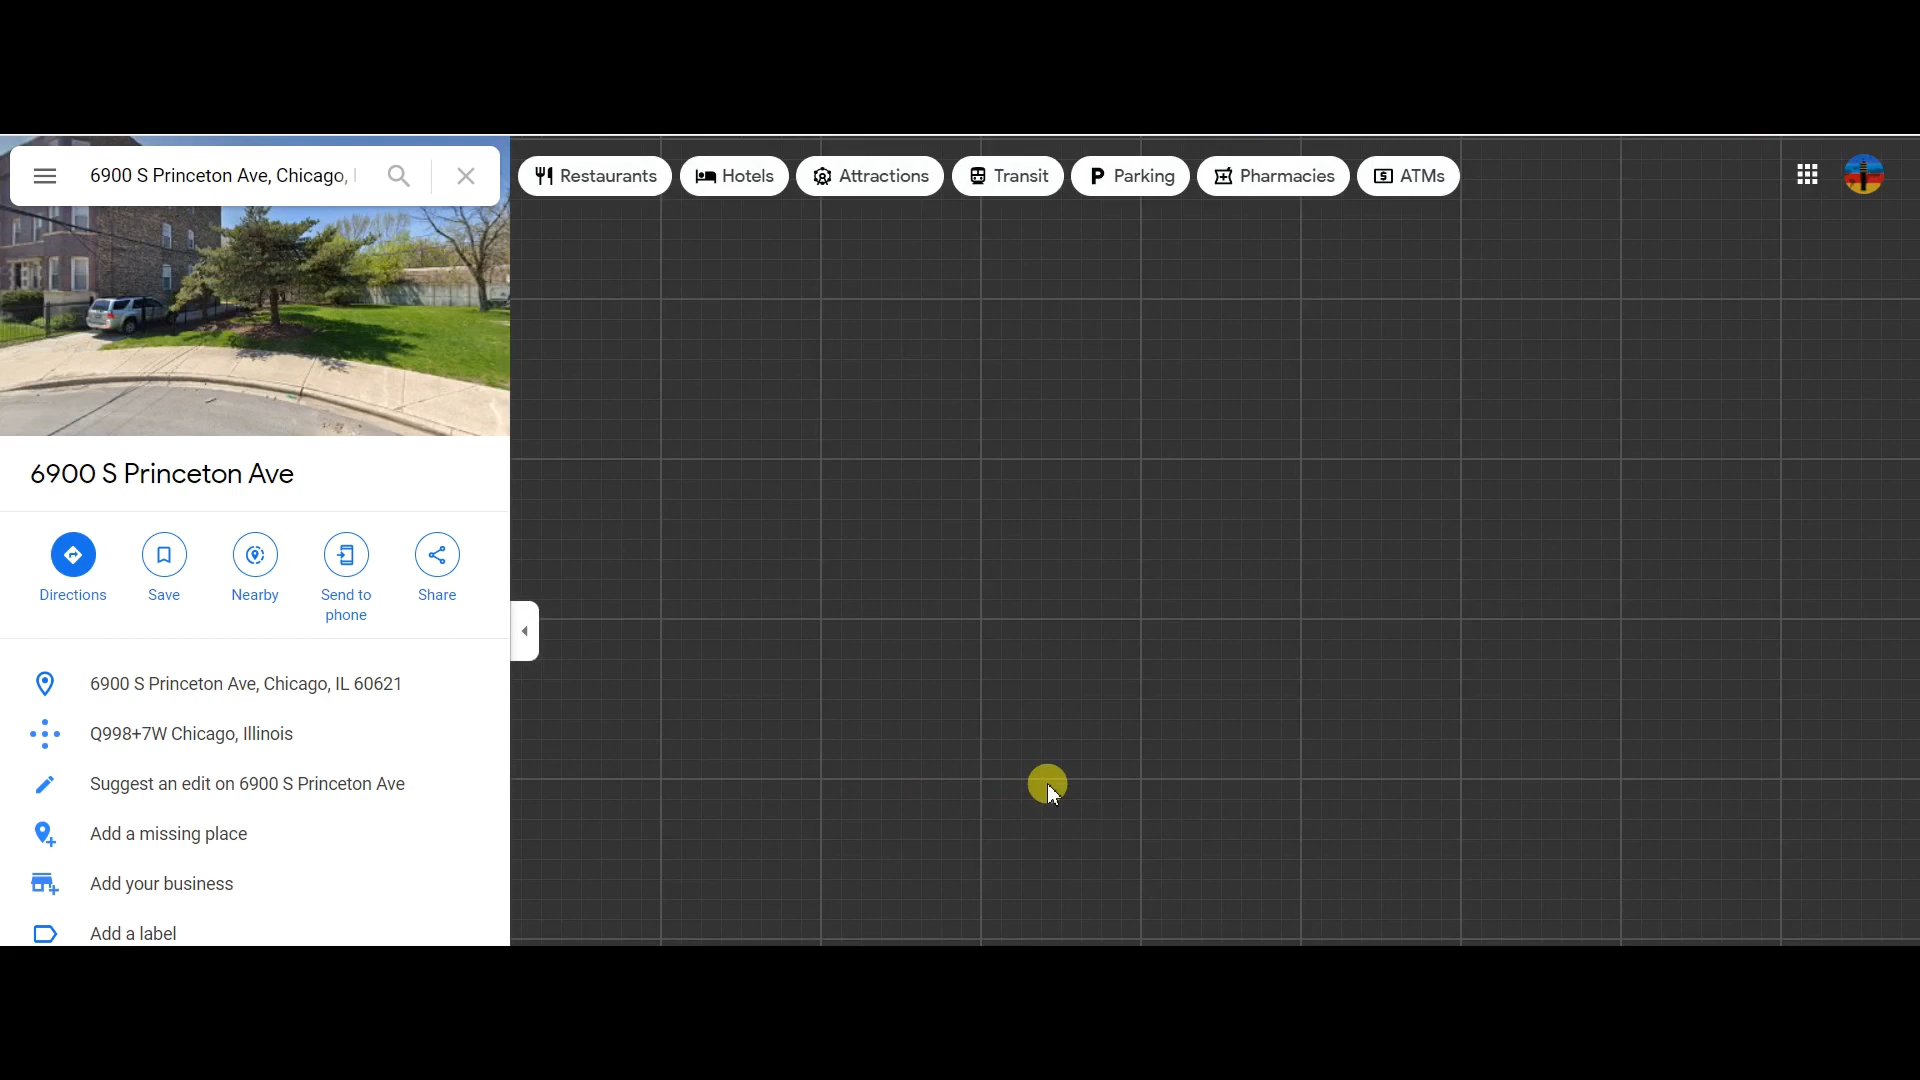 6900 S Princeton Ave, Chicago,
Restaurants
Hotels
Attractions
Transit
Parking
Pharmacies
ATMs
6900 S Princeton Ave
Directions
Save
Nearby
Send to
phone
Share
6900 S Princeton Ave, Chicago, IL 60621
Q998+7W Chicago, Illinois
Suggest an edit on 6900 S Princeton Ave
Add a missing place
Add your business
Add a label